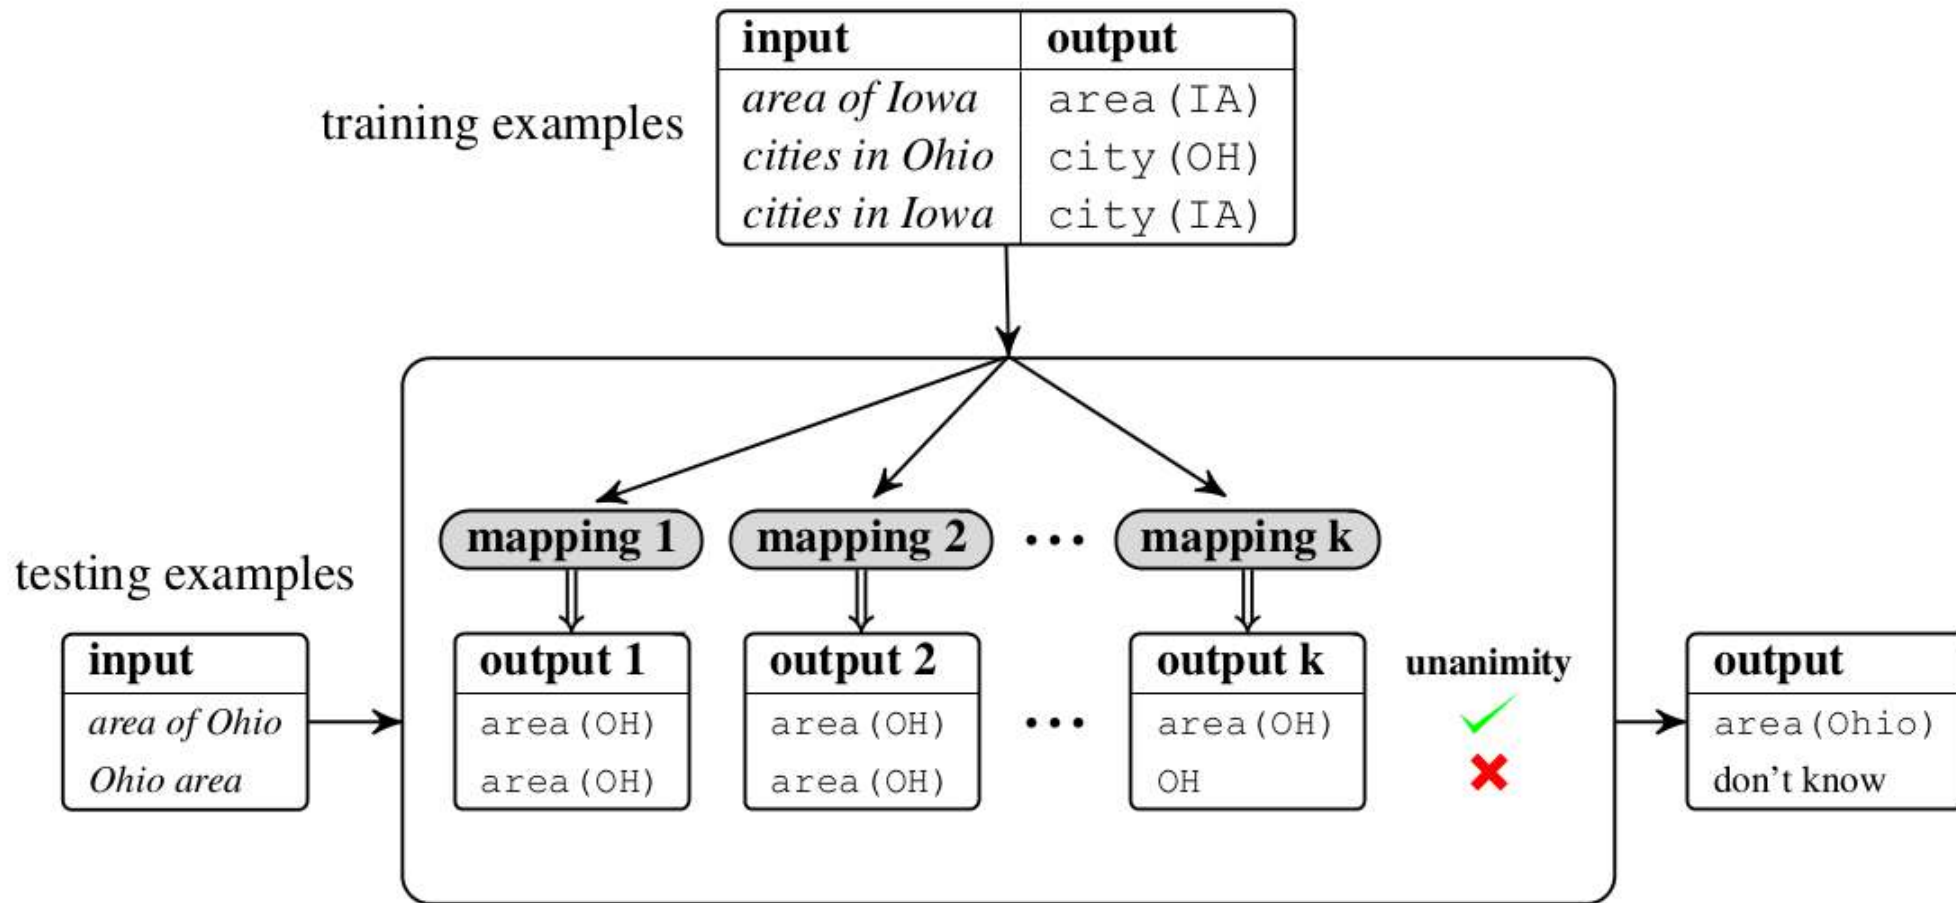 input output
area of Iowa area(IA)
training examples
cities in Ohio city(OH)
cities in Iowa city(IA)
mapping 1 mapping 2 ... mapping k
testing examples
input output 1 output 2 output k unanimity output
area of Ohio area(OH) area(OH) ... area(OH) area(Ohio)
Ohio area area(OH) area(OH) OH don't know